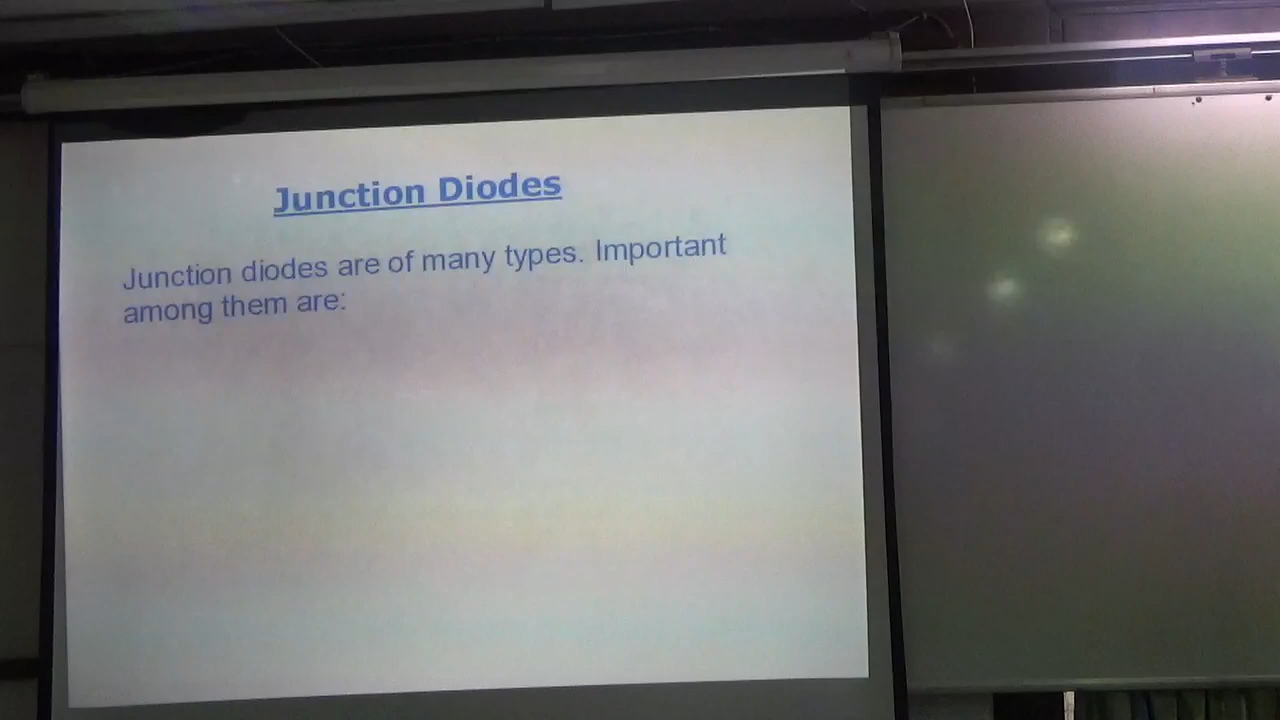 Junction Diodes
Junction diodes are of many types. Important
among them are: